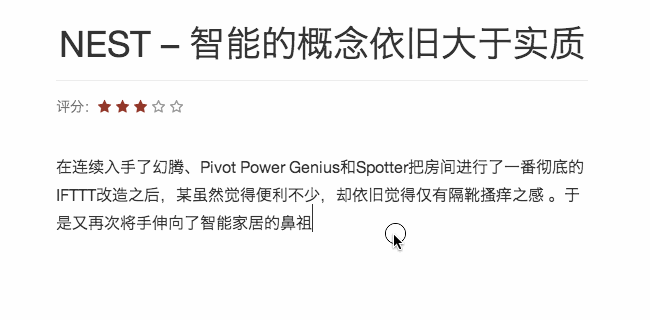 NEST – 智能的概念依旧大于实质
评分：
在连续入手了幻腾、Pivot Power Genius和Spotter把房间进行了一番彻底的
IFTTT改造之后，某虽然觉得便利不少，却依旧觉得仅有隔靴搔痒之感 。于
是又再次将手伸向了智能家居的鼻祖